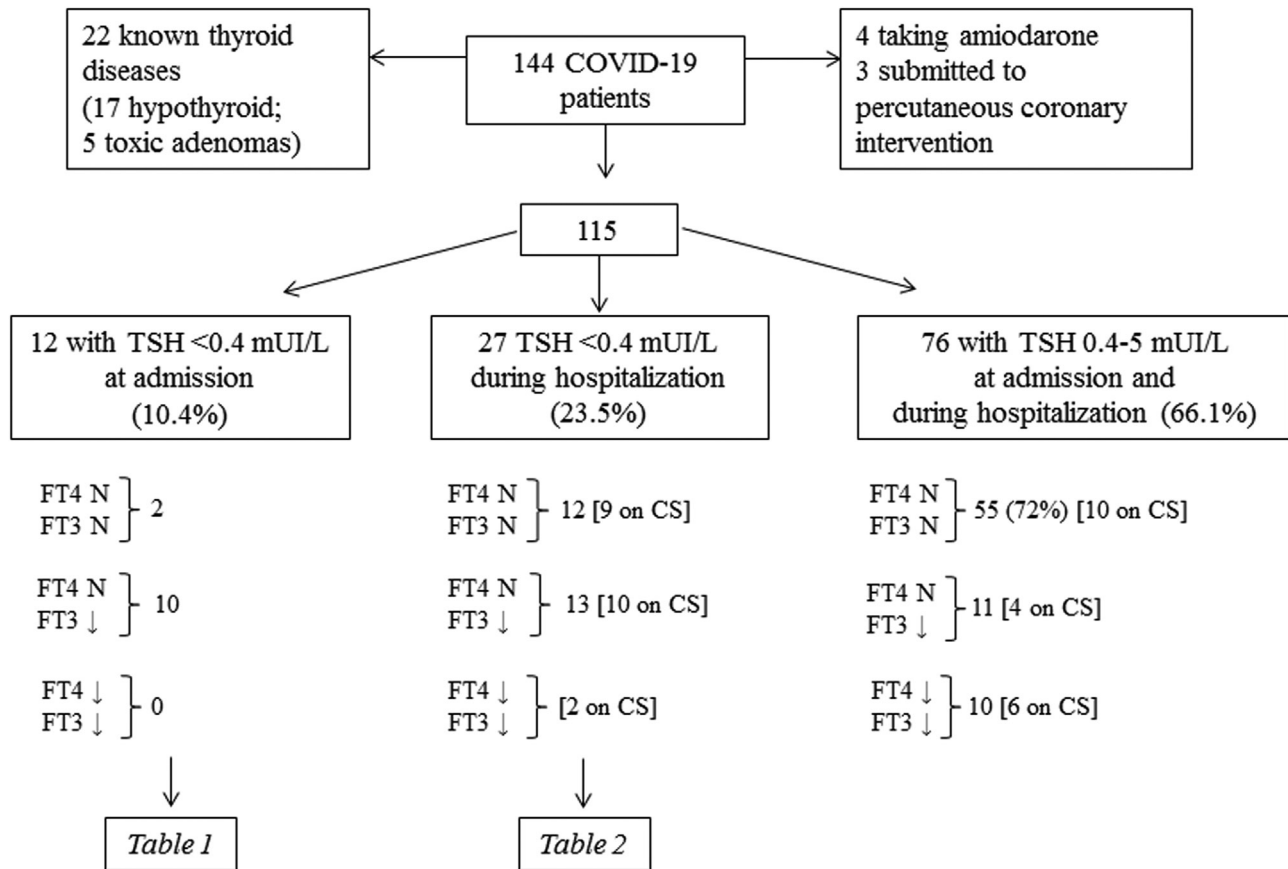 22 known thyroid
diseases
(17 hypothyroid;
5 toxic adenomas)
144 COVID-19
patients
4 taking amiodarone
3 submitted to
percutaneous coronary
intervention
115
12 with TSH <0.4 mUI/L
at admission
(10.4%)
27 TSH <0.4 mUI/L
during hospitalization
(23.5%)
76 with TSH 0.4-5 mUI/L
at admission and
during hospitalization (66.1%)
FT4 N
FT3 N
2
FT4 N
FT3 ↓
10
FT4 ↓
FT3 ↓
0
Table 1
FT4 N
FT3 N
12 [9 on CS]
FT4 N
FT3 ↓
13 [10 on CS]
FT4 ↓
FT3 ↓
[2 on CS]
Table 2
FT4 N
FT3 N
55 (72%) [10 on CS]
FT4 N
FT3 ↓
11 [4 on CS]
FT4 ↓
FT3 ↓
10 [6 on CS]